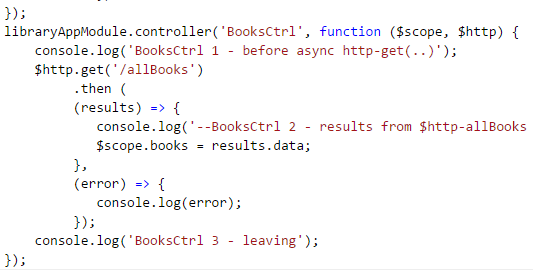 });
libraryAppModule.controller('BooksCtrl', function ($scope, $http) {
    console.log('BooksCtrl 1 - before async http-get(..)');
    $http.get('/allBooks')
         .then (
         (results) => {
            console.log('--BooksCtrl 2 - results from $http-allBooks
            $scope.books = results.data;
         },
         (error) => {
            console.log(error);
         });
    console.log('BooksCtrl 3 - leaving');
});